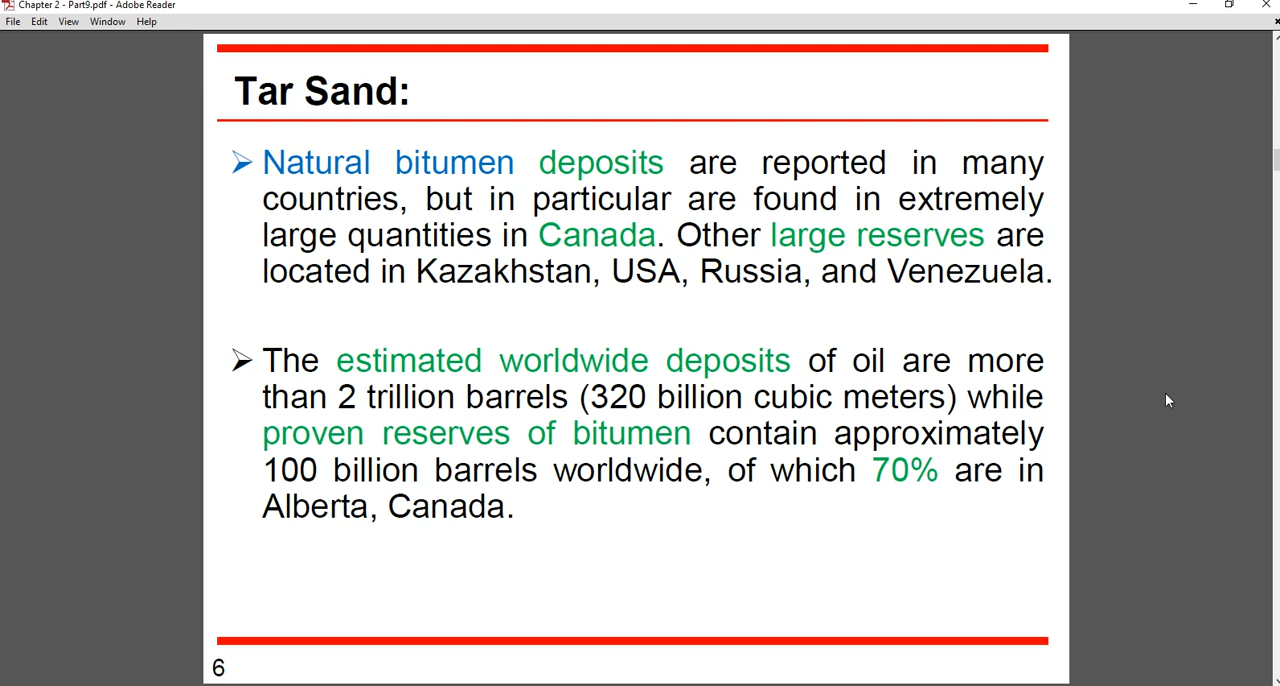 Chapter 2 - Part9.pdf - Adobe Reader
File Edit View Window Help
Tar Sand:
➢ Natural bitumen deposits are reported in many
countries, but in particular are found in extremely
large quantities in Canada. Other large reserves are
located in Kazakhstan, USA, Russia, and Venezuela.
➢ The estimated worldwide deposits of oil are more
than 2 trillion barrels (320 billion cubic meters) while
proven reserves of bitumen contain approximately
100 billion barrels worldwide, of which 70% are in
Alberta, Canada.
6